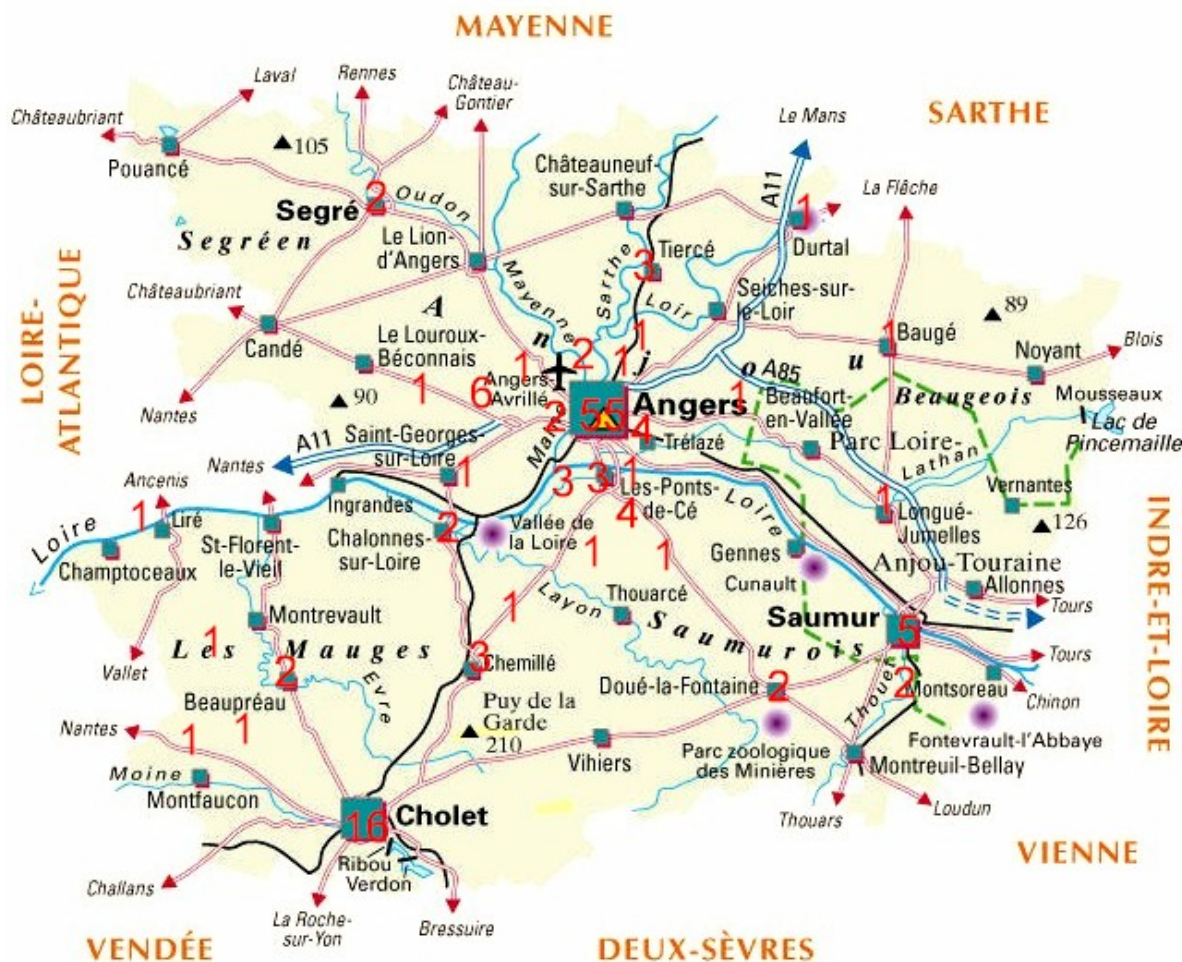 MAYENNE
Laval
Rennes
Château-
Gontier
Châteaubriant
Le Mans
SARTHE
105
Pouancé
Châteauneuf-
sur-Sarthe
A11
La Flêche
2
Oudon
Segré
1
Durtal
Segréen
Le Lion-
d'Angers
Mayenne
Sarthe
Tiercé
3
Loir
Seiches-sur-
le-Loir
LOIRE-
ATLANTIQUE
Châteaubriant
A n j o u
Candé
Le Louroux-
Béconnais
1
2
1
1
1
Baugé
89
Noyant
Blois
Nantes
90
1
6
Angers-
Avrillé
A85
1
Beaugeois
Mousseaux
Lac de
Pincemaille
2
55
Angers
4
Trélazé
Beaufort-
en-Vallée
Parc Loire-
Anjou-Touraine
Lathan
Vernantes
A11
Saint-Georges-
sur-Loire
1
Nantes
Ancenis
1
Liré
Loire
Ingrandes
3
3
1
Les-Ponts-
de-Cé
4
Loire
1
Longué-
Jumelles
126
INDRE-ET-LOIRE
Champtoceaux
St-Florent-
le-Vieil
Chalonnes-
sur-Loire
2
Vallée de
la Loire
1
1
Gennes
Cunault
Allonnes
Tours
Montrevault
Layon
Thouarcé
1
Saumur
5
Saumurois
Vallet
1
Les Mauges
Tours
2
Beaupréau
Evre
3
Chemillé
Doué-la-Fontaine
2
Thouet
2
Montsoreau
Chinon
Nantes
1
1
Puy de la
Garde
210
Vihiers
Parc zoologique
des Minières
Fontevrault-l'Abbaye
Moine
Montfaucon
Montreuil-Bellay
16
Cholet
Thouars
Loudun
Ribou
Verdon
VIENNE
Challans
La Roche-
sur-Yon
Bressuire
VENDÉE
DEUX-SÈVRES